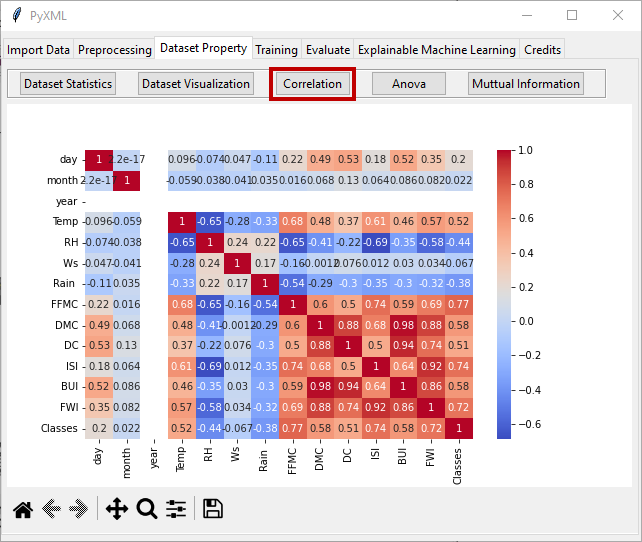 PyXML
Import Data Preprocessing Dataset Property Training Evaluate Explainable Machine Learning Credits
Dataset Statistics Dataset Visualization Correlation Anova Muttual Information
day 1 2.2e-17 0.096 -0.074 0.047 -0.11 0.22 0.49 0.53 0.18 0.52 0.35 0.2
month 2.2e-17 1 -0.059 0.038 0.041 0.035 0.016 0.068 0.13 0.064 0.086 0.082 0.022
year
Temp 0.096 -0.059 1 -0.65 -0.28 -0.33 0.68 0.48 0.37 0.61 0.46 0.57 0.52
RH -0.074 0.038 -0.65 1 0.24 0.22 -0.65 -0.41 -0.22 -0.69 -0.35 -0.58 -0.44
Ws 0.047 -0.041 -0.28 0.24 1 0.17 -0.16 -0.0012 0.076 0.012 0.03 0.034 -0.067
Rain -0.11 0.035 -0.33 0.22 0.17 1 -0.54 -0.29 -0.3 -0.35 -0.3 -0.32 -0.38
FFMC 0.22 0.016 0.68 -0.65 -0.16 -0.54 1 0.6 0.5 0.74 0.59 0.69 0.77
DMC 0.49 0.068 0.48 -0.41 -0.0012 -0.29 0.6 1 0.88 0.68 0.98 0.88 0.58
DC 0.53 0.13 0.37 -0.22 0.076 -0.3 0.5 0.88 1 0.5 0.94 0.74 0.51
ISI 0.18 0.064 0.61 -0.69 0.012 -0.35 0.74 0.68 0.5 1 0.64 0.92 0.74
BUI 0.52 0.086 0.46 -0.35 0.03 -0.3 0.59 0.98 0.94 0.64 1 0.86 0.58
FWI 0.35 0.082 0.57 -0.58 0.034 -0.32 0.69 0.88 0.74 0.92 0.86 1 0.72
Classes 0.2 0.022 0.52 -0.44 -0.067 -0.38 0.77 0.58 0.51 0.74 0.58 0.72 1
day month year Temp RH Ws Rain FFMC DMC DC ISI BUI FWI Classes
1.0
0.8
0.6
0.4
0.2
0.0
−0.2
−0.4
−0.6